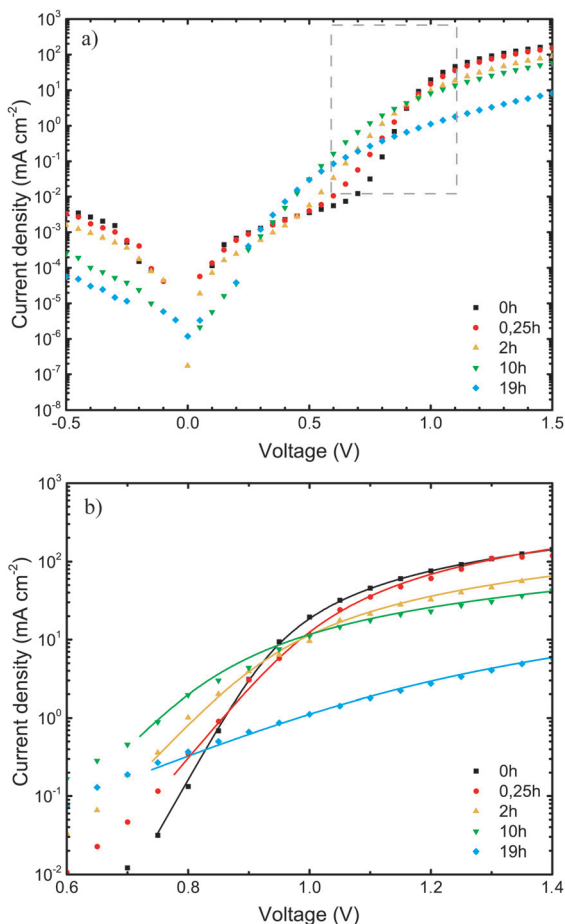 a)
Current density (mA cm⁻²)
10³
10²
10¹
10⁰
10⁻¹
10⁻²
10⁻³
10⁻⁴
10⁻⁵
10⁻⁶
10⁻⁷
10⁻⁸
0h
0,25h
2h
10h
19h
-0.5 0.0 0.5 1.0 1.5
Voltage (V)
b)
Current density (mA cm⁻²)
10³
10²
10¹
10⁰
10⁻¹
10⁻²
0h
0,25h
2h
10h
19h
0.6 0.8 1.0 1.2 1.4
Voltage (V)